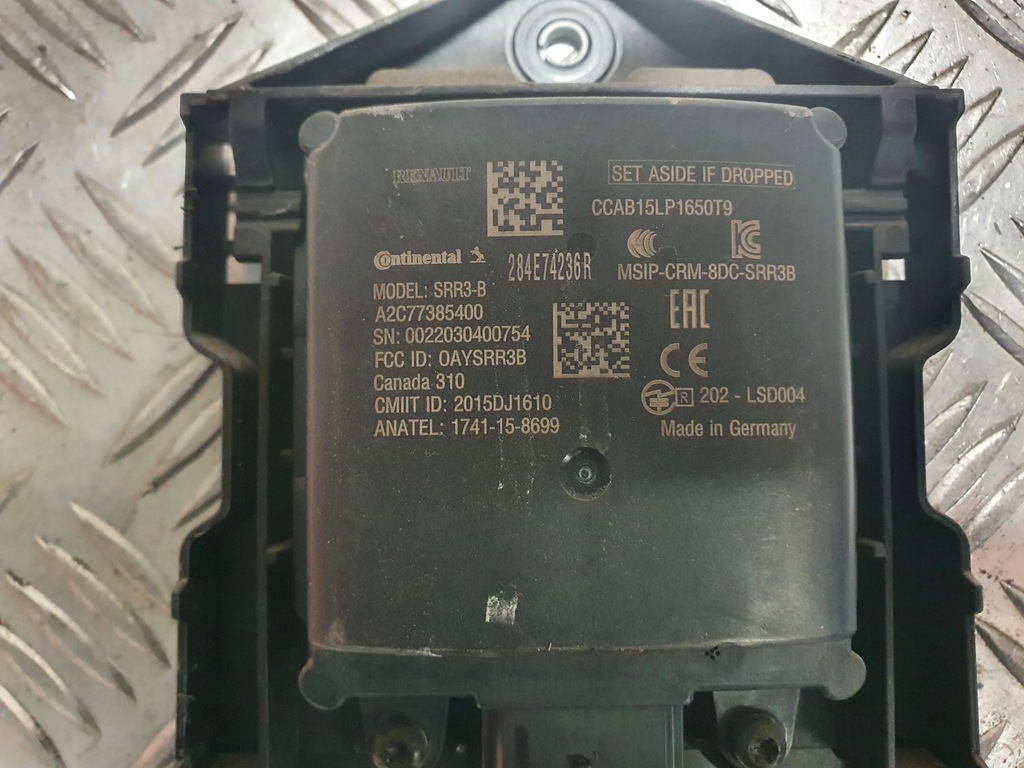 RENAULT
SET ASIDE IF DROPPED
CCAB15LP1650T9
Continental
284E74236R
MSIP-CRM-8DC-SRR3B
MODEL: SRR3-B
A2C77385400
EAC
SN: 0022030400754
FCC ID: OAYSRR3B
CE
Canada 310
CMIIT ID: 2015DJ1610
R 202 - LSD004
ANATEL: 1741-15-8699
Made in Germany